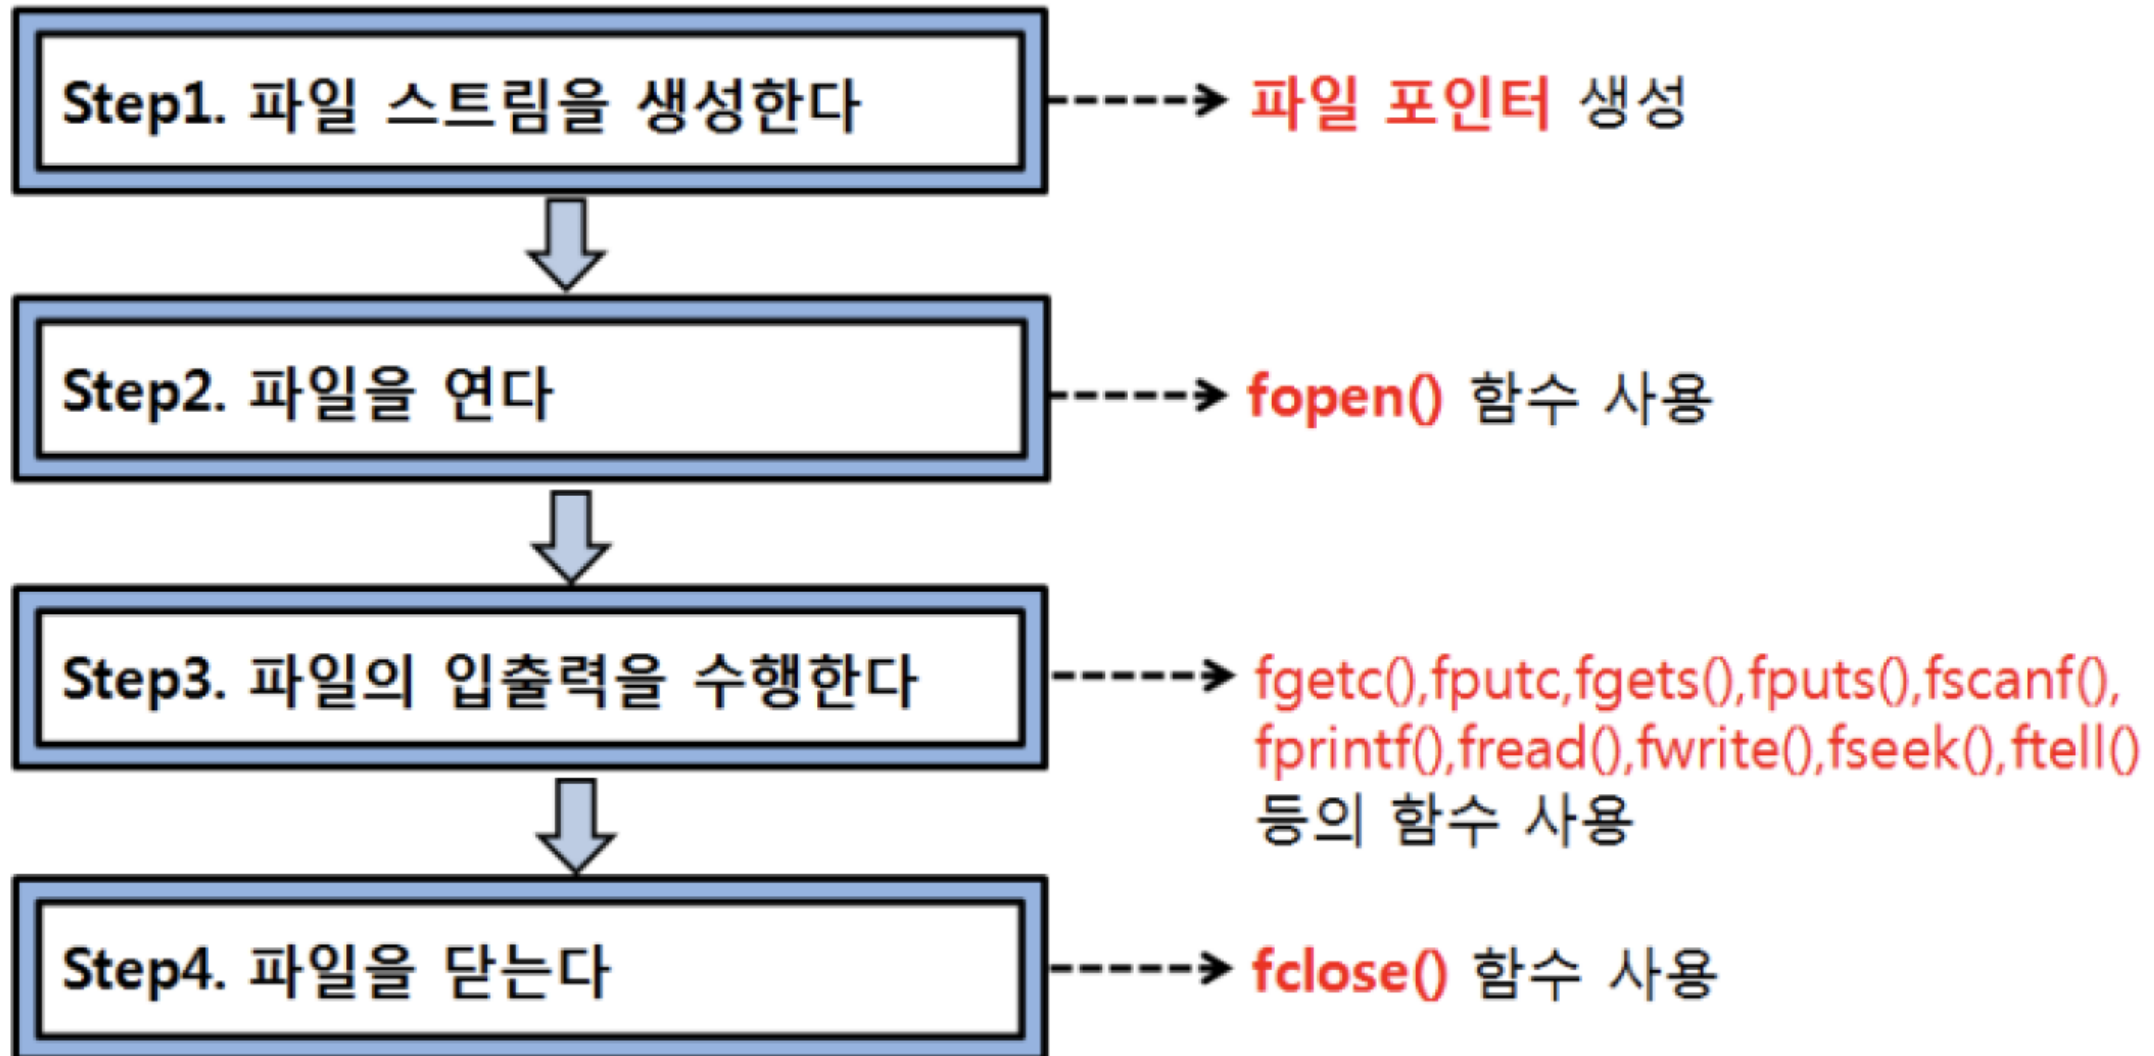 Step1. 파일 스트림을 생성한다
파일 포인터 생성
Step2. 파일을 연다
fopen() 함수 사용
Step3. 파일의 입출력을 수행한다
fgetc(),fputc,fgets(),fputs(),fscanf(),
fprintf(),fread(),fwrite(),fseek(),ftell()
등의 함수 사용
Step4. 파일을 닫는다
fclose() 함수 사용